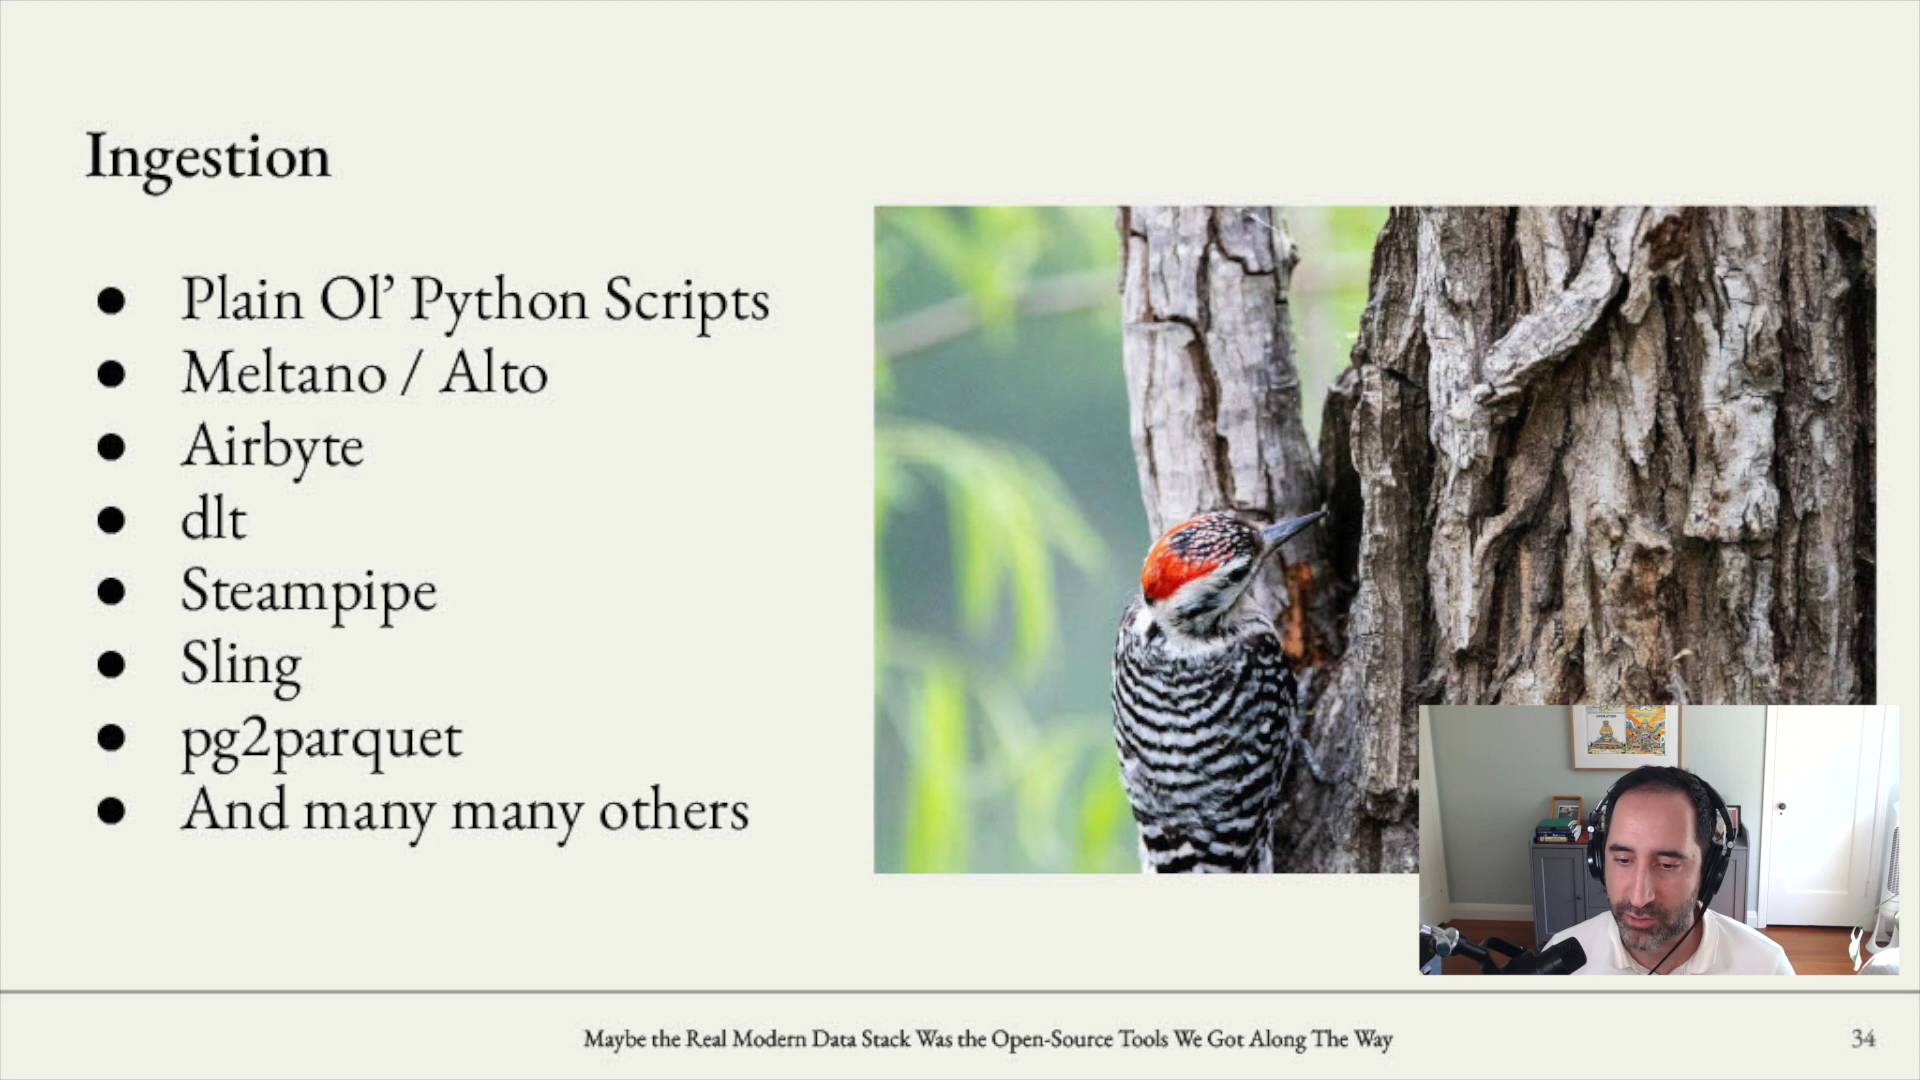 Ingestion
● Plain Ol’ Python Scripts
● Meltano / Alto
● Airbyte
● dlt
● Steampipe
● Sling
● pg2parquet
● And many many others
Maybe the Real Modern Data Stack Was the Open-Source Tools We Got Along The Way
34